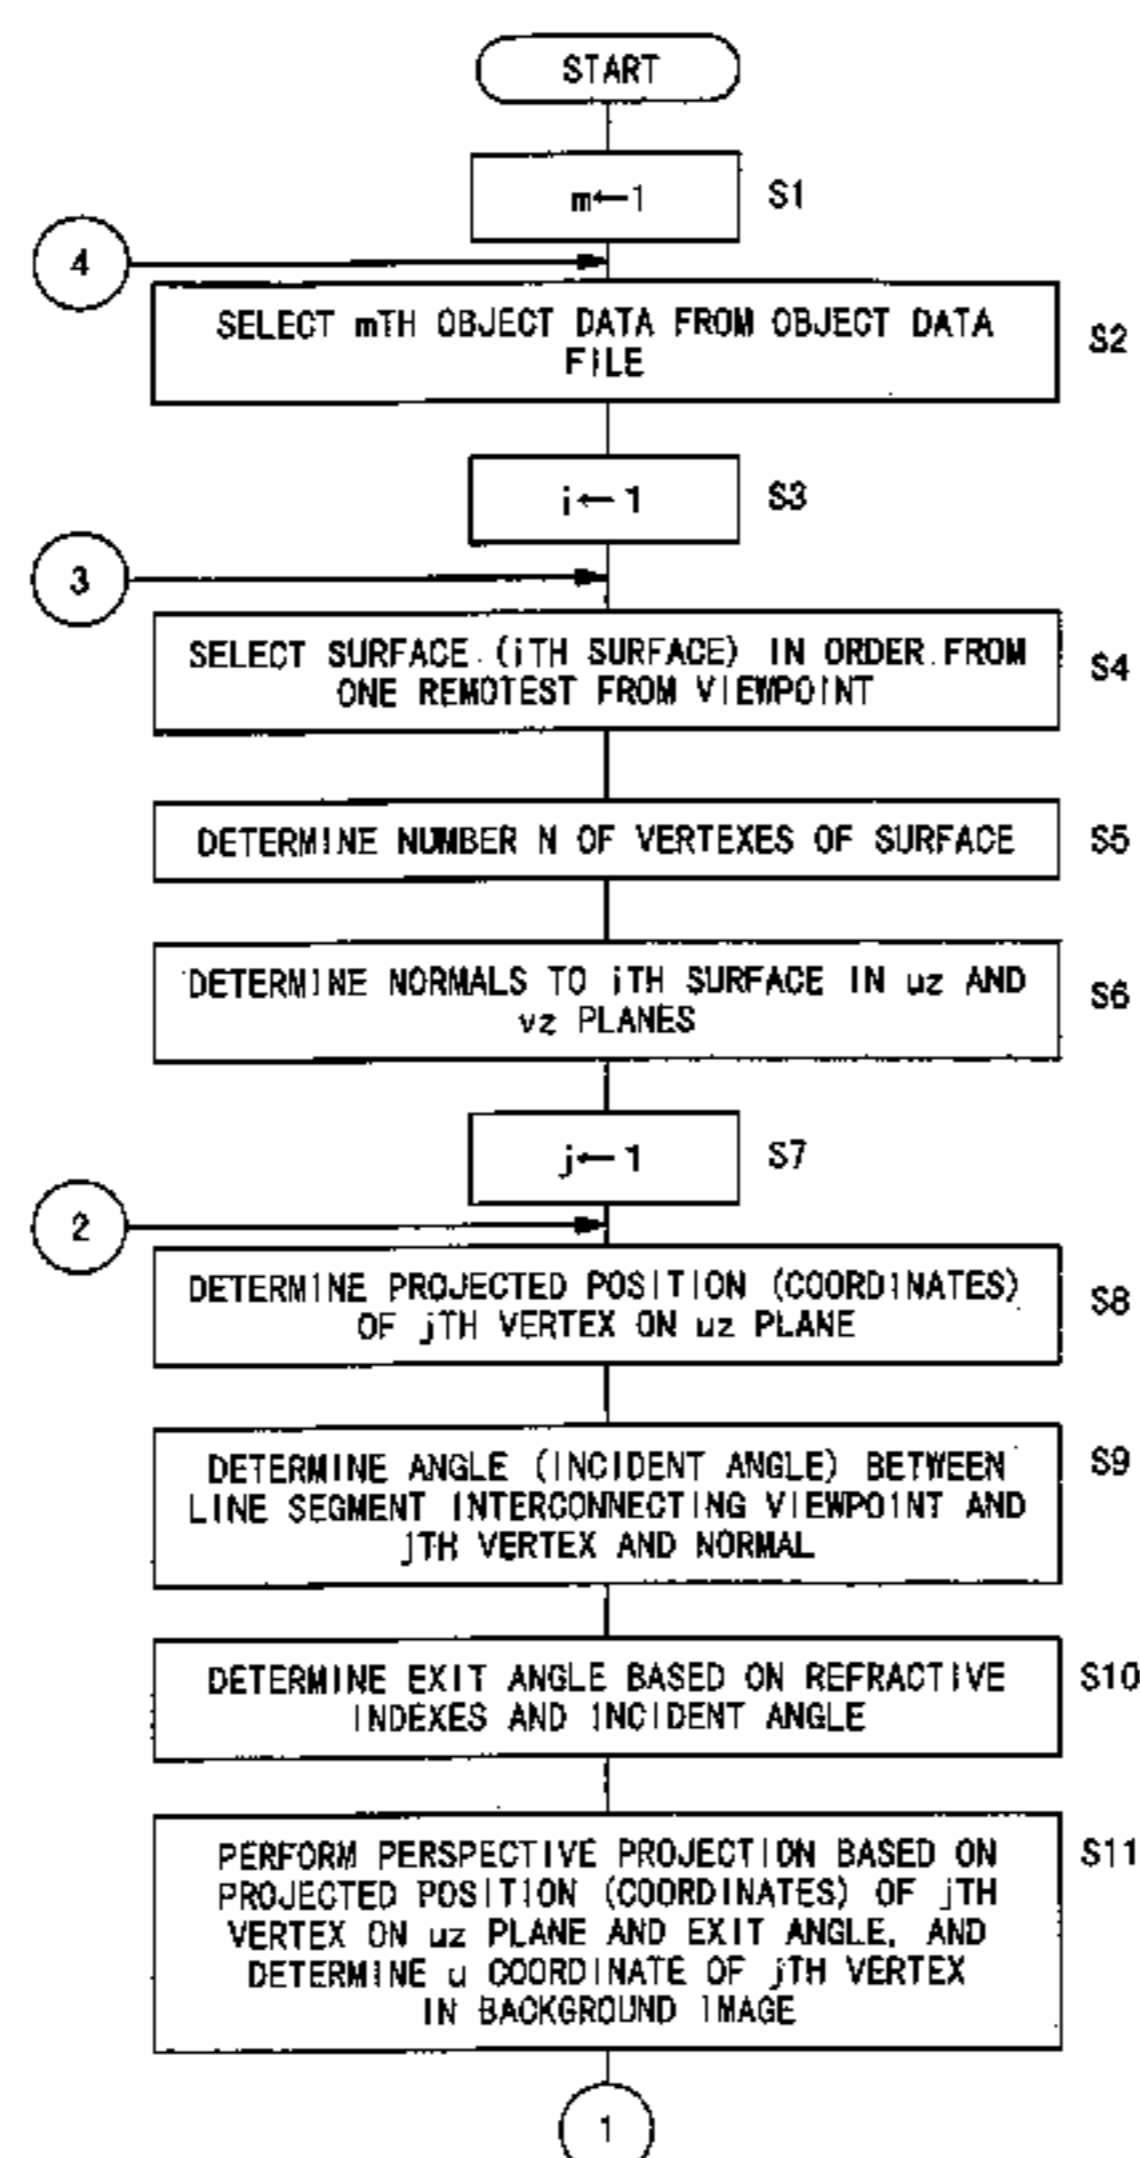 START
m←1
S1
4
SELECT mTH OBJECT DATA FROM OBJECT DATA
FILE
S2
i←1
S3
3
SELECT SURFACE (iTH SURFACE) IN ORDER FROM
ONE REMOTEST FROM VIEWPOINT
S4
DETERMINE NUMBER N OF VERTEXES OF SURFACE
S5
DETERMINE NORMALS TO iTH SURFACE IN uz AND
vz PLANES
S6
j←1
S7
2
DETERMINE PROJECTED POSITION (COORDINATES)
OF jTH VERTEX ON uz PLANE
S8
DETERMINE ANGLE (INCIDENT ANGLE) BETWEEN
LINE SEGMENT INTERCONNECTING VIEWPOINT AND
jTH VERTEX AND NORMAL
S9
DETERMINE EXIT ANGLE BASED ON REFRACTIVE
INDEXES AND INCIDENT ANGLE
S10
PERFORM PERSPECTIVE PROJECTION BASED ON
PROJECTED POSITION (COORDINATES) OF jTH
VERTEX ON uz PLANE AND EXIT ANGLE, AND
DETERMINE u COORDINATE OF jTH VERTEX
IN BACKGROUND IMAGE
S11
1